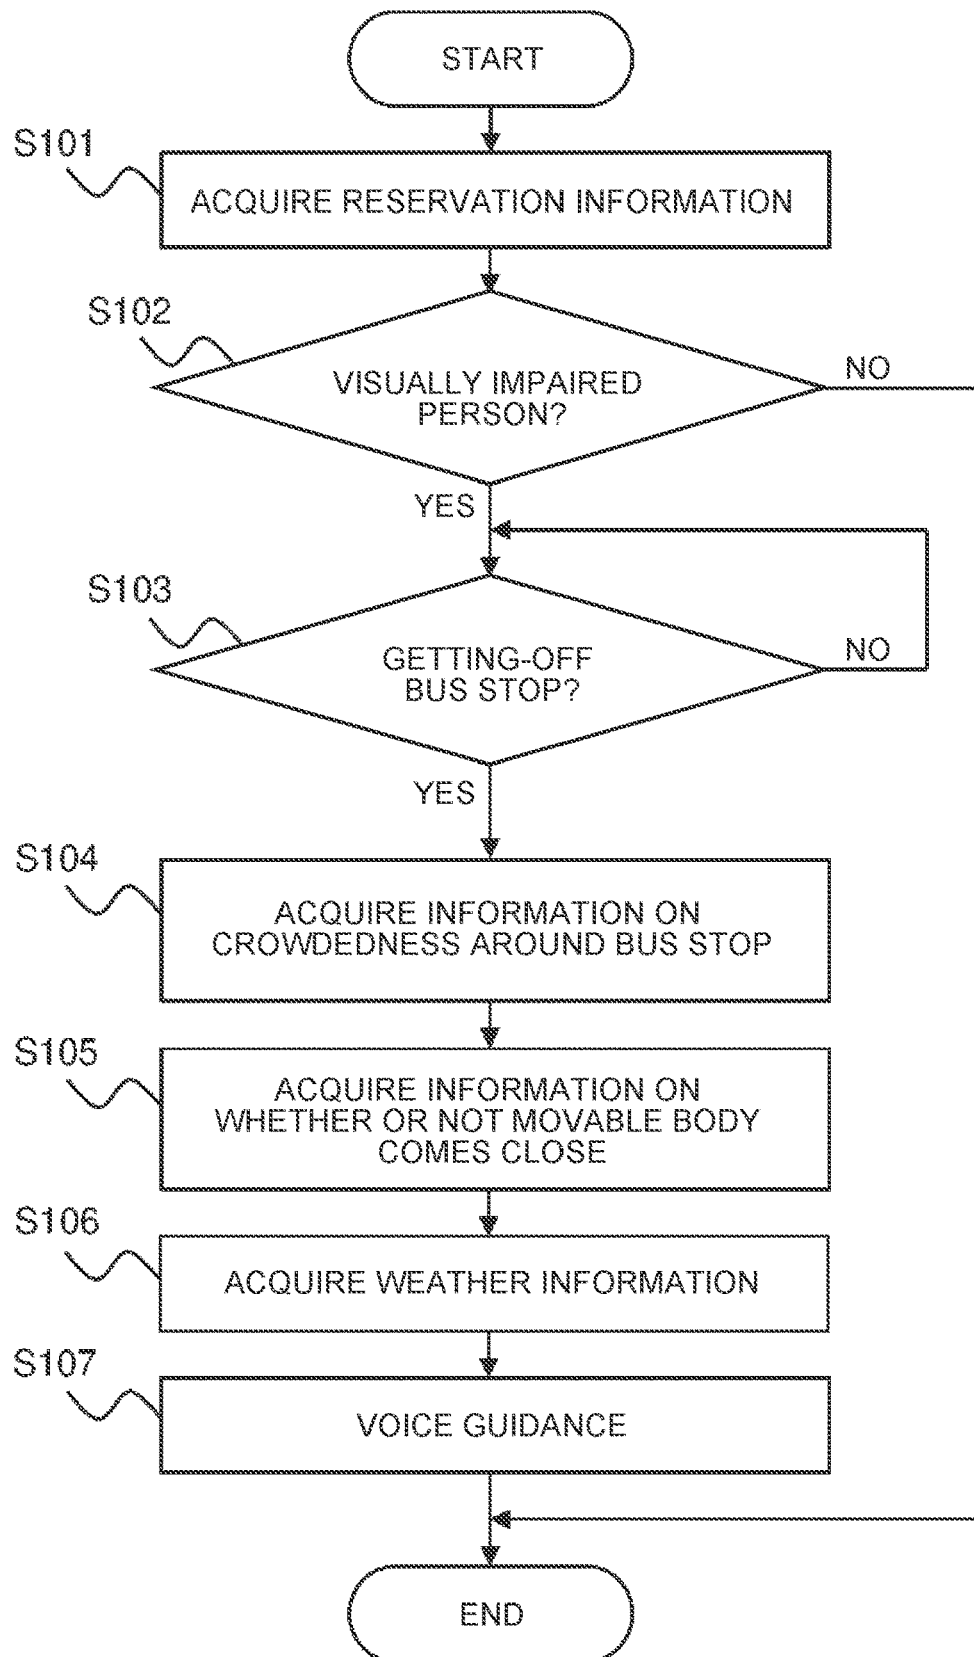 START
S101
ACQUIRE RESERVATION INFORMATION
S102
VISUALLY IMPAIRED
PERSON?
NO
YES
S103
GETTING-OFF
BUS STOP?
NO
YES
S104
ACQUIRE INFORMATION ON
CROWDEDNESS AROUND BUS STOP
S105
ACQUIRE INFORMATION ON
WHETHER OR NOT MOVABLE BODY
COMES CLOSE
S106
ACQUIRE WEATHER INFORMATION
S107
VOICE GUIDANCE
END